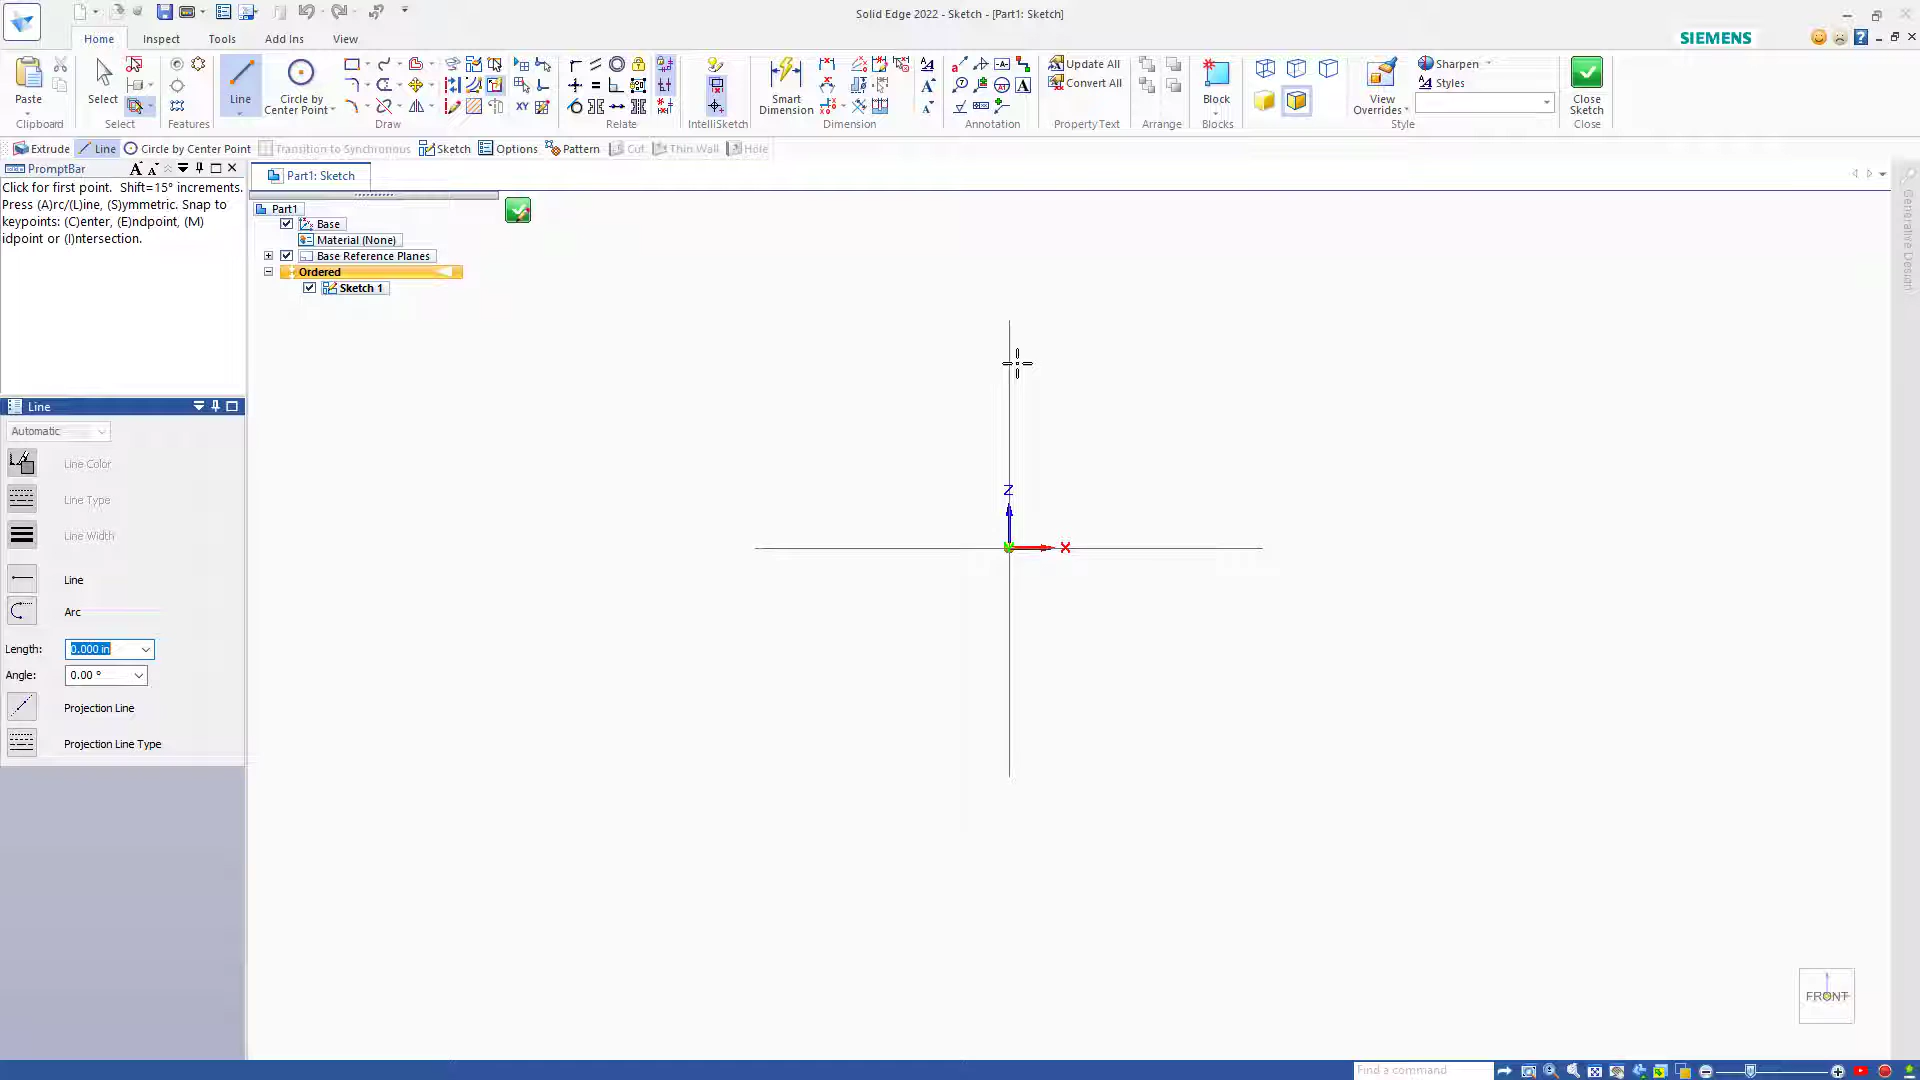 Solid Edge 2022 - Sketch - [Part1: Sketch]
Home
Inspect
Tools
Add Ins
View
SIEMENS
Paste
Clipboard
Select
Select
Features
Line
Circle by
Center Point
Draw
XY
Relate
IntelliSketch
Smart
Dimension
Dimension
Annotation
Update All
Convert All
PropertyText
Arrange
Block
Blocks
View
Overrides
Sharpen
Styles
Style
Close
Sketch
Close
Extrude
Line
Circle by Center Point
Transition to Synchronous
Sketch
Options
Pattern
Cut
Thin Wall
Hole
PromptBar
Click for first point. Shift=15° increments.
Press (A)rc/(L)ine, (S)ymmetric. Snap to
keypoints: (C)enter, (E)ndpoint, (M)
idpoint or (I)ntersection.
Part1: Sketch
Part1
Base
Material (None)
Base Reference Planes
Ordered
Sketch 1
Generative Design
Line
Automatic
Line Color
Line Type
Line Width
Line
Arc
Length:
0.000 in
Angle:
0.00 °
Projection Line
Projection Line Type
Z
X
FRONT
Find a command